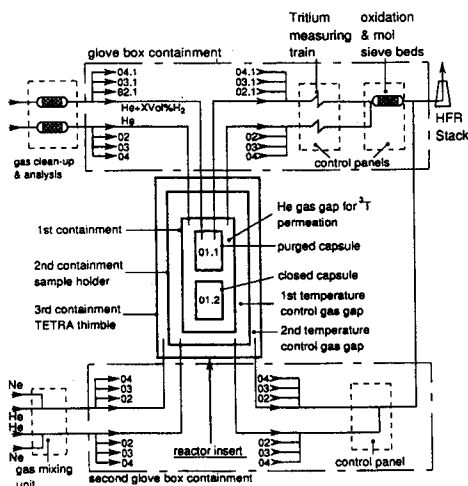 Tritium
measuring
train
oxidation
& mol
sieve beds
glove box containment
04.1
03.1
82.1
04.1
03.1
02.1
He+XVol%H₂
He
HFR
Stack
02
03
04
02
03
04
gas clean-up
& analysis
control panels
He gas gap for ³T
permeation
1st containment
01.1
purged capsule
2nd containment
sample holder
closed capsule
01.2
1st temperature
control gas gap
3rd containment
TETRA thimble
2nd temperature
control gas gap
Ne
04
03
02
04
03
02
He
He
Ne
02
03
04
02
03
04
gas mixing
unit
reactor insert
control panel
second glove box containment